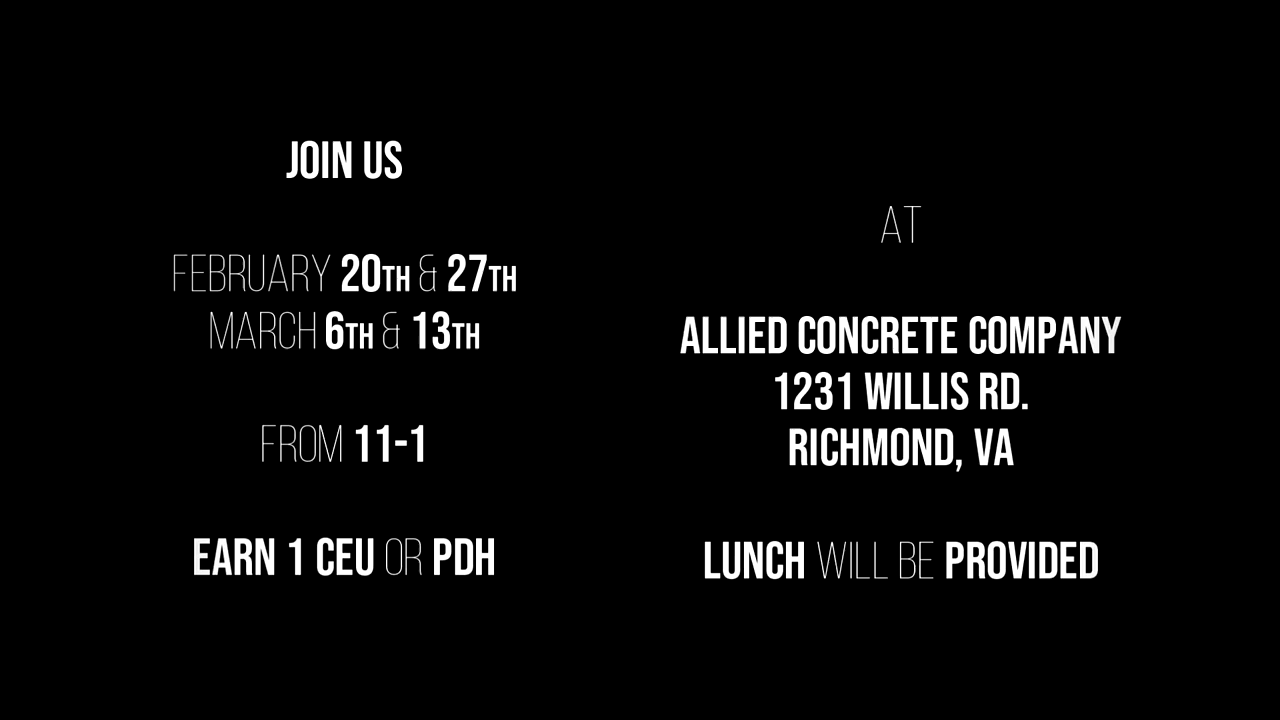 JOIN US
FEBRUARY 20TH & 27TH
MARCH 6TH & 13TH
FROM 11-1
EARN 1 CEU OR PDH
AT
ALLIED CONCRETE COMPANY
1231 WILLIS RD.
RICHMOND, VA
LUNCH WILL BE PROVIDED